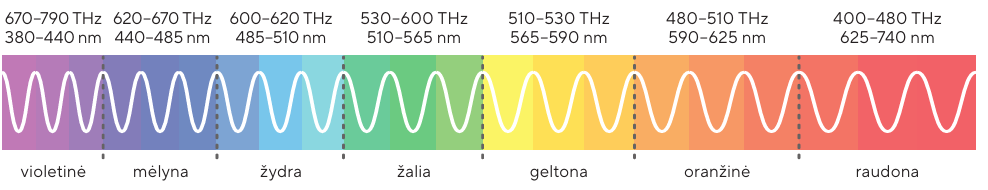 670–790 THz 620–670 THz 600–620 THz 530–600 THz 510–530 THz 480–510 THz 400–480 THz
380–440 nm 440–485 nm 485–510 nm 510–565 nm 565–590 nm 590–625 nm 625–740 nm
violetinė mėlyna žydra žalia geltona oranžinė raudona